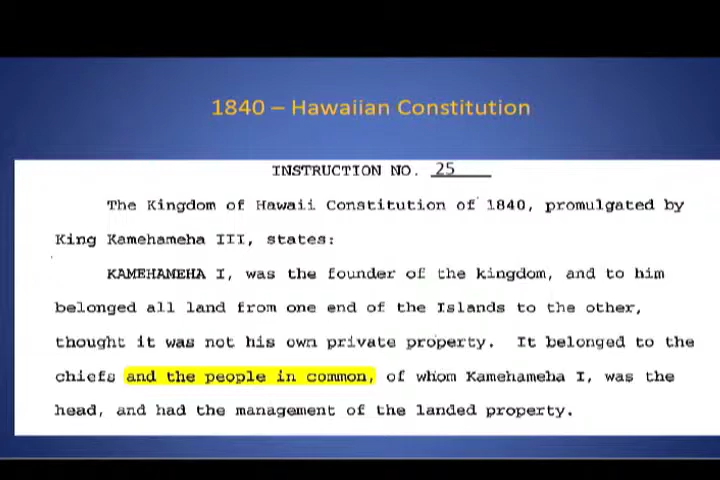 1840 – Hawaiian Constitution
INSTRUCTION NO. 25
The Kingdom of Hawaii Constitution of 1840, promulgated by
King Kamehameha III, states:
KAMEHAMEHA I, was the founder of the kingdom, and to him
belonged all land from one end of the Islands to the other,
thought it was not his own private property. It belonged to the
chiefs and the people in common, of whom Kamehameha I, was the
head, and had the management of the landed property.